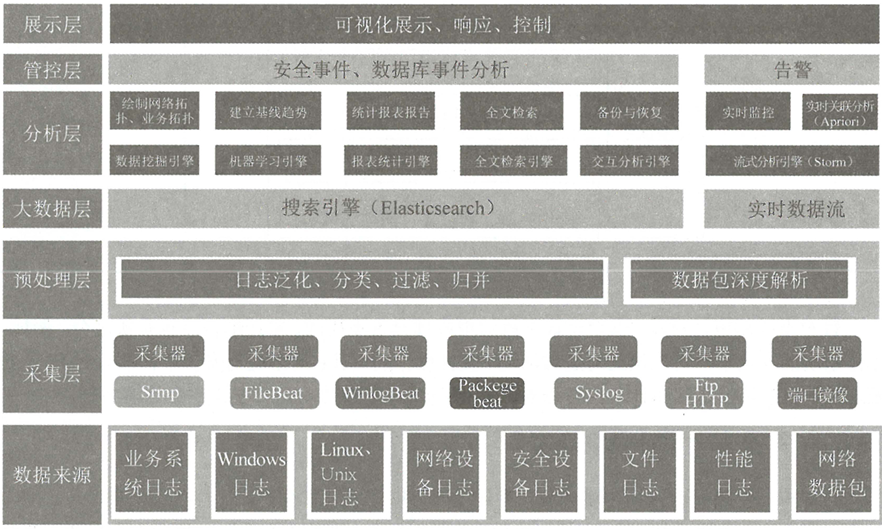 展示层
可视化展示、响应、控制
管控层
安全事件、数据库事件分析
告警
分析层
绘制网络拓
扑、业务拓扑
建立基线趋势
统计报表报告
全文检索
备份与恢复
实时监控
实时关联分析
（Apriori）
数据挖掘引擎
机器学习引擎
报表统计引擎
全文检索引擎
交互分析引擎
流式分析引擎（Storm）
大数据层
搜索引擎（Elasticsearch）
实时数据流
预处理层
日志泛化、分类、过滤、归并
数据包深度解析
采集层
采集器
采集器
采集器
采集器
采集器
采集器
采集器
Srmp
FileBeat
WinlogBeat
Packege
beat
Syslog
Ftp
HTTP
端口镜像
数据来源
业务系
统日志
Windows
日志
Linux、
Unix
日志
网络设
备日志
安全设
备日志
文件
日志
性能
日志
网络
数据包